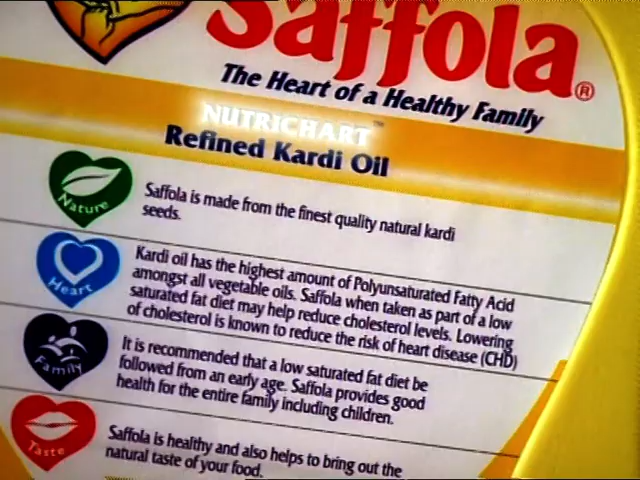 Saffola®
The Heart of a Healthy Family
NUTRICHART™
Refined Kardi Oil
Nature
Saffola is made from the finest quality natural kardi
seeds.
Heart
Kardi oil has the highest amount of Polyunsaturated Fatty Acid
amongst all vegetable oils. Saffola when taken as part of a low
saturated fat diet may help reduce cholesterol levels. Lowering
of cholesterol is known to reduce the risk of heart disease (CHD)
Family
It is recommended that a low saturated fat diet be
followed from an early age. Saffola provides good
health for the entire family including children.
Taste
Saffola is healthy and also helps to bring out the
natural taste of your food.